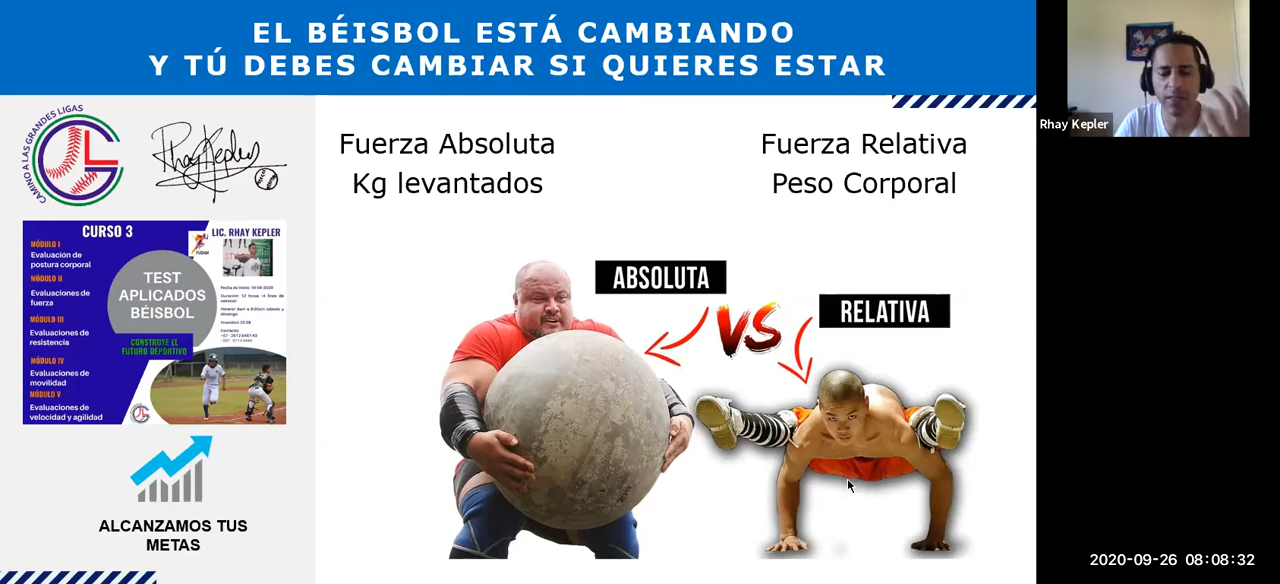 EL BÉISBOL ESTÁ CAMBIANDO
Y TÚ DEBES CAMBIAR SI QUIERES ESTAR
CAMINO A LAS GRANDES LIGAS
Rhay Kepler
CURSO 3
LIC. RHAY KEPLER
MÓDULO I
Evaluación de
postura corporal
MÓDULO II
Evaluaciones de
fuerza
MÓDULO III
Evaluaciones de
resistencia
MÓDULO IV
Evaluaciones de
movilidad
MÓDULO V
Evaluaciones de
velocidad y agilidad
TEST
APLICADOS
BÉISBOL
CONSTRUYE EL
FUTURO DEPORTIVO
ALCANZAMOS TUS
METAS
Fuerza Absoluta
Kg levantados
Fuerza Relativa
Peso Corporal
ABSOLUTA
VS
RELATIVA
Rhay Kepler
2020-09-26 08:08:32